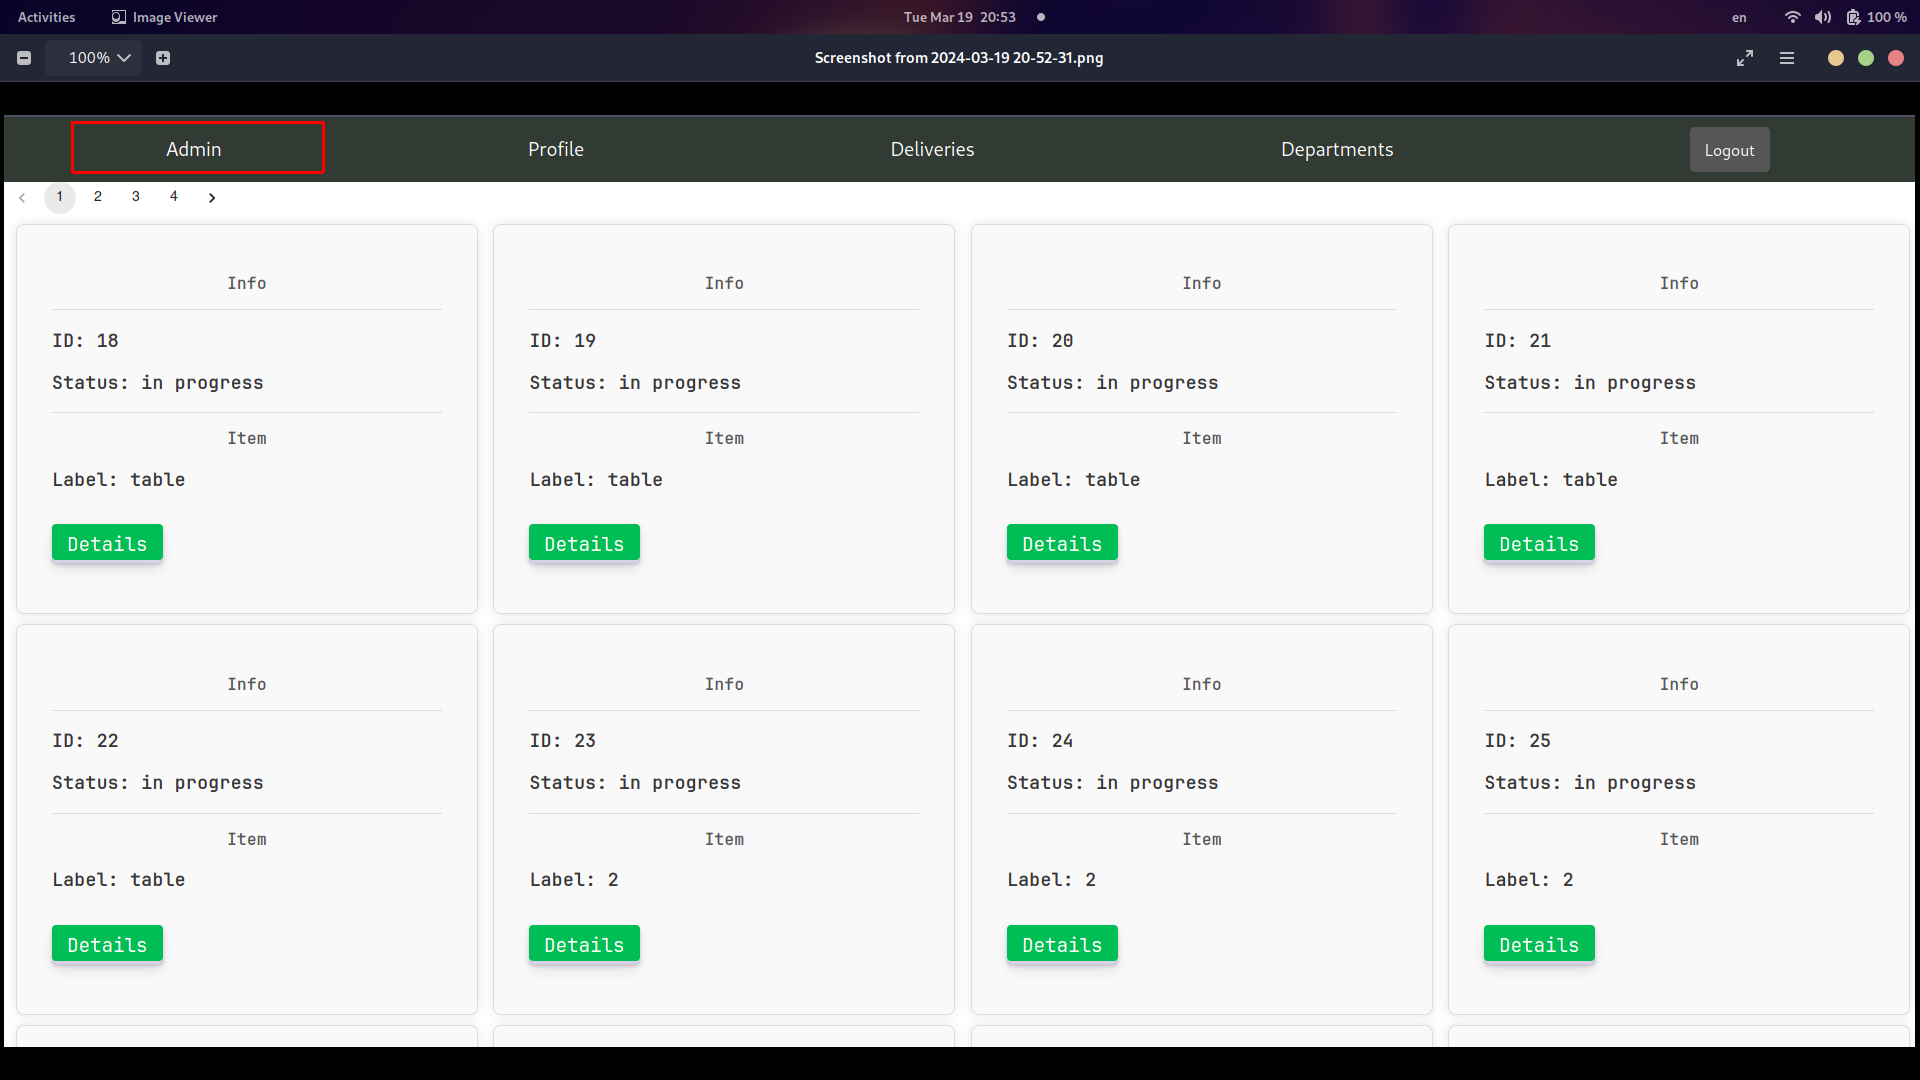 Activities Image Viewer Tue Mar 19 20:53 en 100 %
100% Screenshot from 2024-03-19 20-52-31.png
Admin Profile Deliveries Departments Logout
1 2 3 4
Info Info Info Info
ID: 18 ID: 19 ID: 20 ID: 21
Status: in progress Status: in progress Status: in progress Status: in progress
Item Item Item Item
Label: table Label: table Label: table Label: table
Details Details Details Details
Info Info Info Info
ID: 22 ID: 23 ID: 24 ID: 25
Status: in progress Status: in progress Status: in progress Status: in progress
Item Item Item Item
Label: table Label: 2 Label: 2 Label: 2
Details Details Details Details